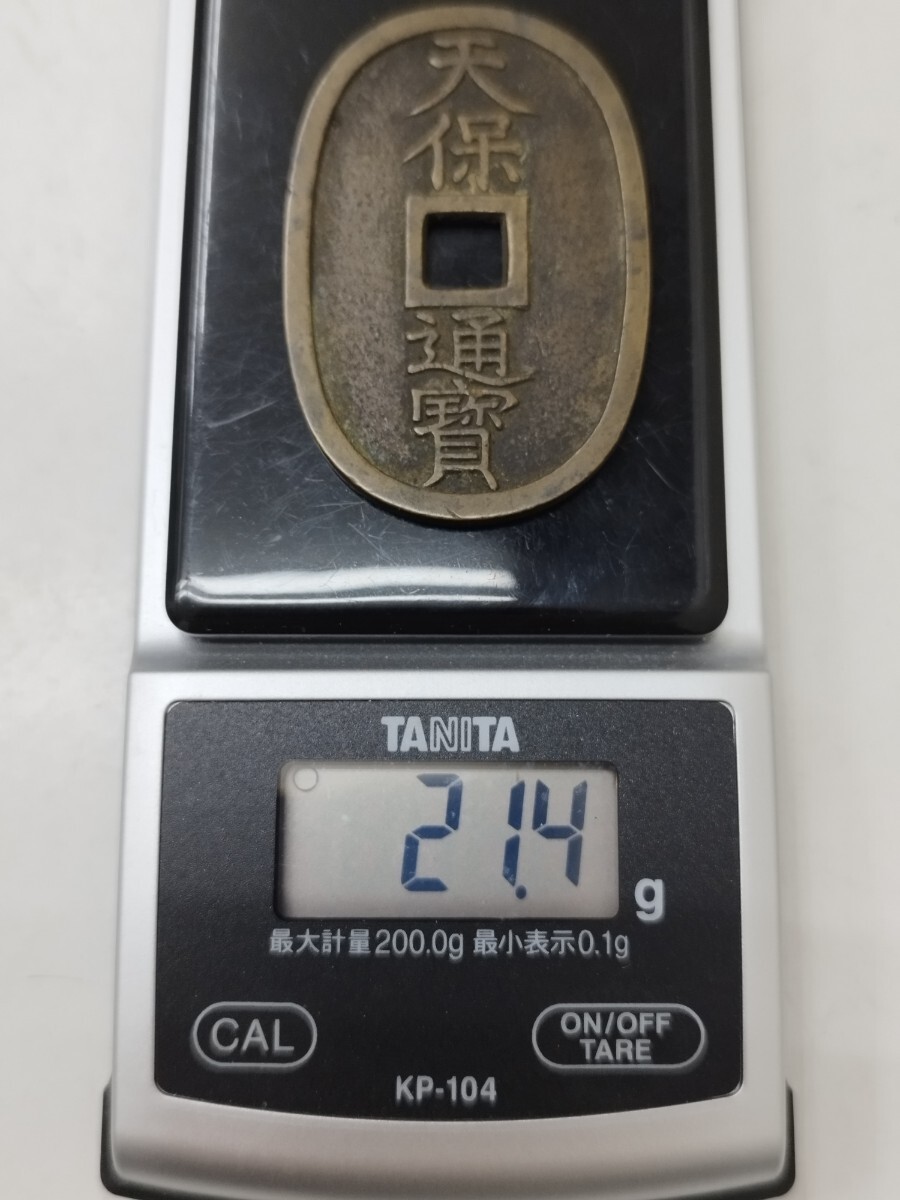 天
保
通
寳
TANITA
21.4 g
最大計量200.0g 最小表示0.1g
CAL
ON/OFF
TARE
KP-104